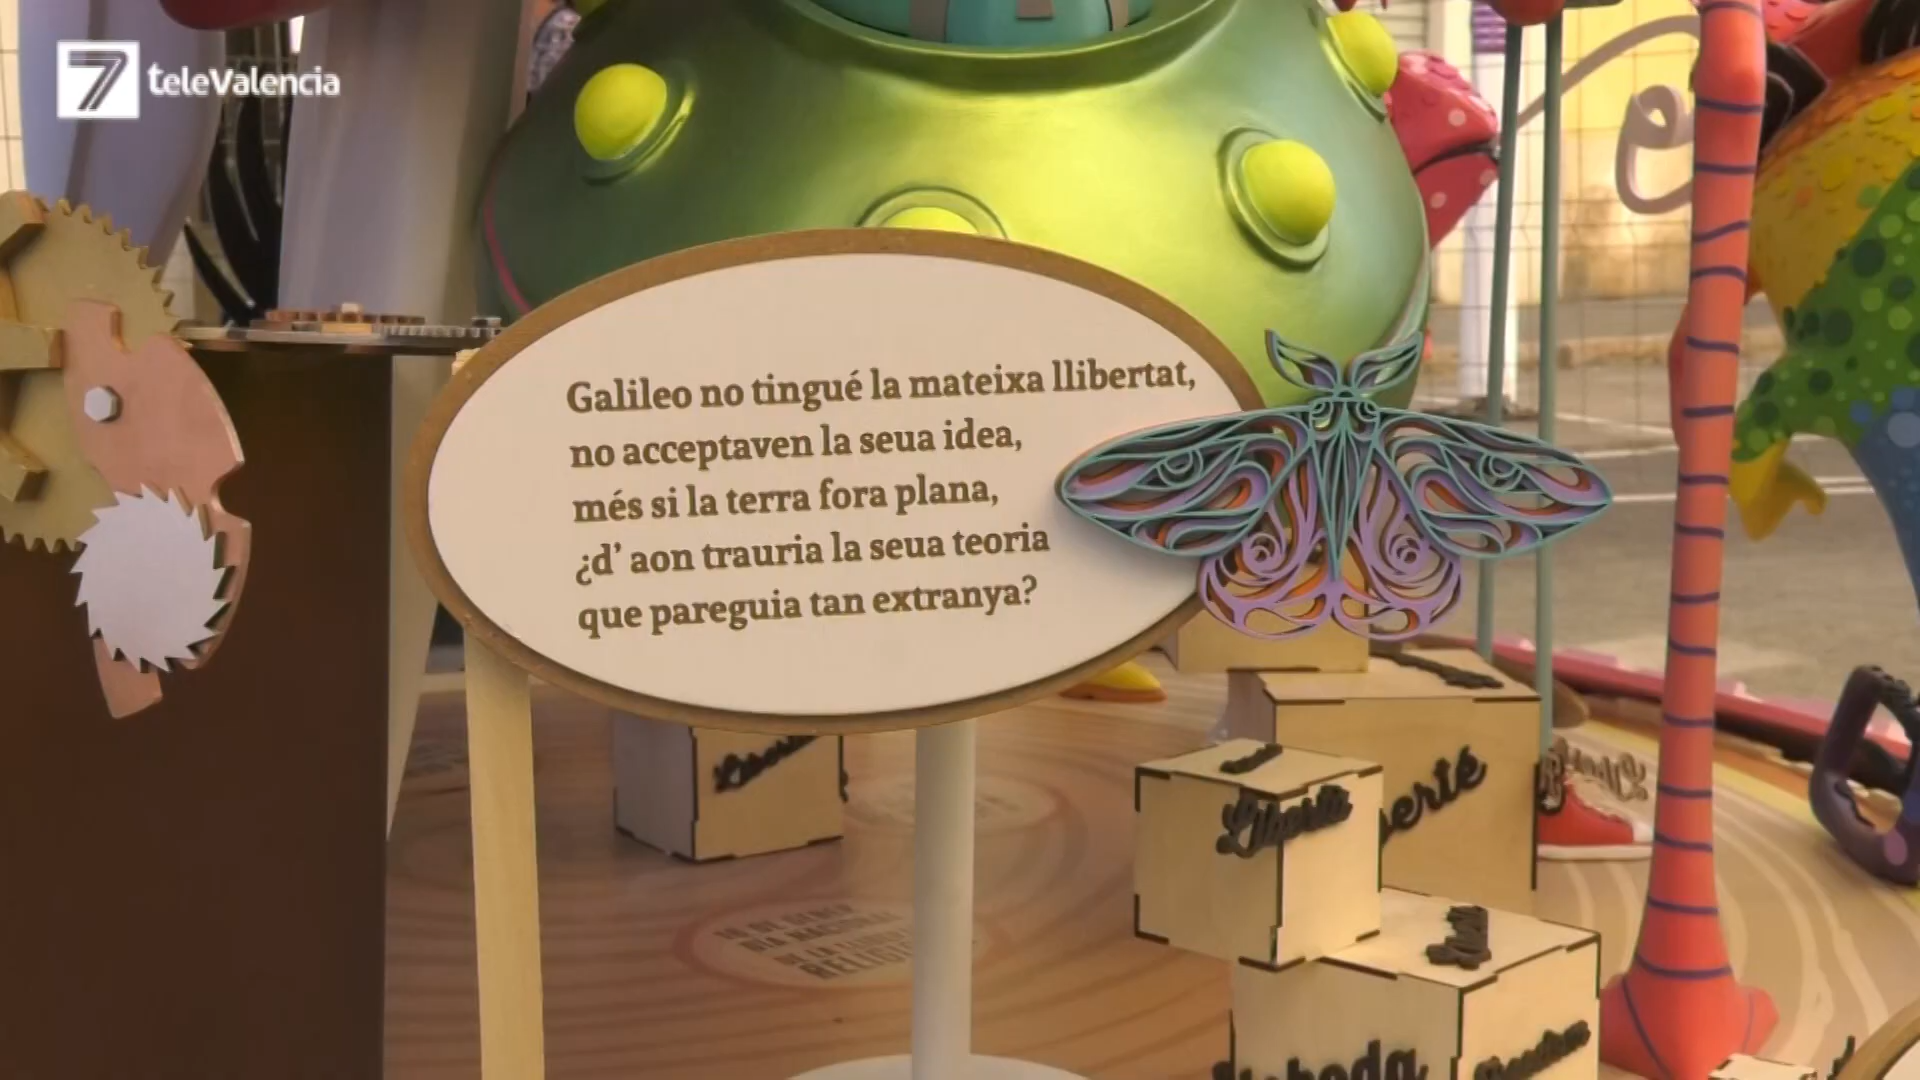 7 teleValencia
Galileo no tingué la mateixa llibertat,
no acceptaven la seua idea,
més si la terra fora plana,
¿d' aon trauria la seua teoria
que pareguia tan extranya?